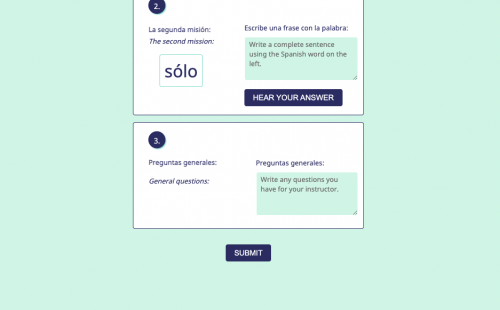 2.
La segunda misión:
The second mission:
sólo
Escribe una frase con la palabra:
Write a complete sentence
using the Spanish word on the
left.
HEAR YOUR ANSWER
3.
Preguntas generales:
General questions:
Preguntas generales:
Write any questions you
have for your instructor.
SUBMIT